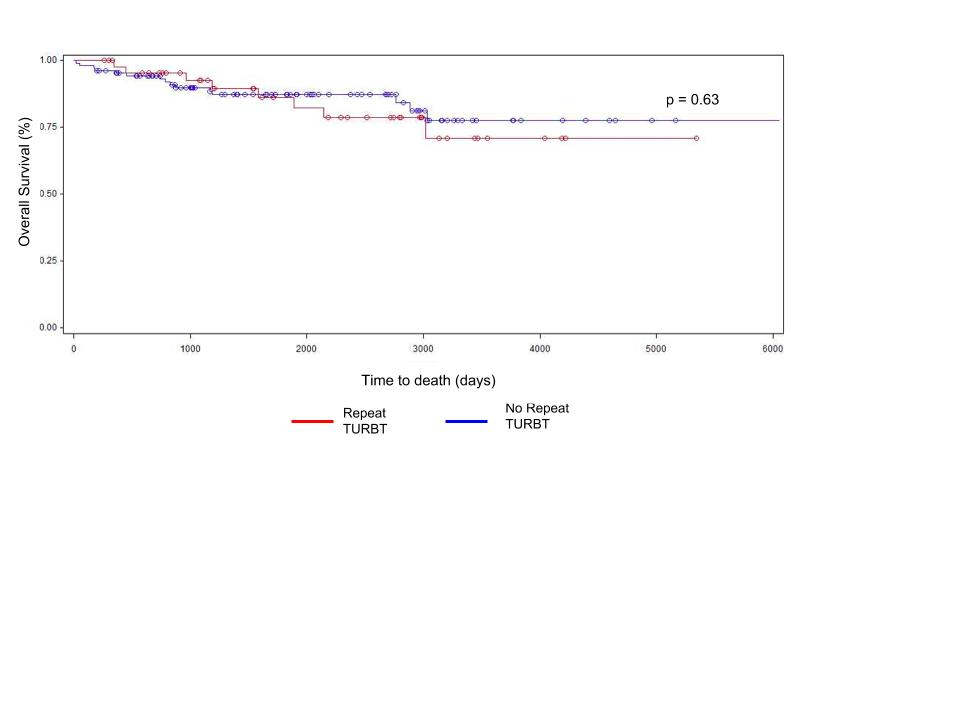 1.00
p = 0.63
0.75
Overall Survival (%)
0.50
0.25
0.00
0 1000 2000 3000 4000 5000 6000
Time to death (days)
Repeat
TURBT
No Repeat
TURBT